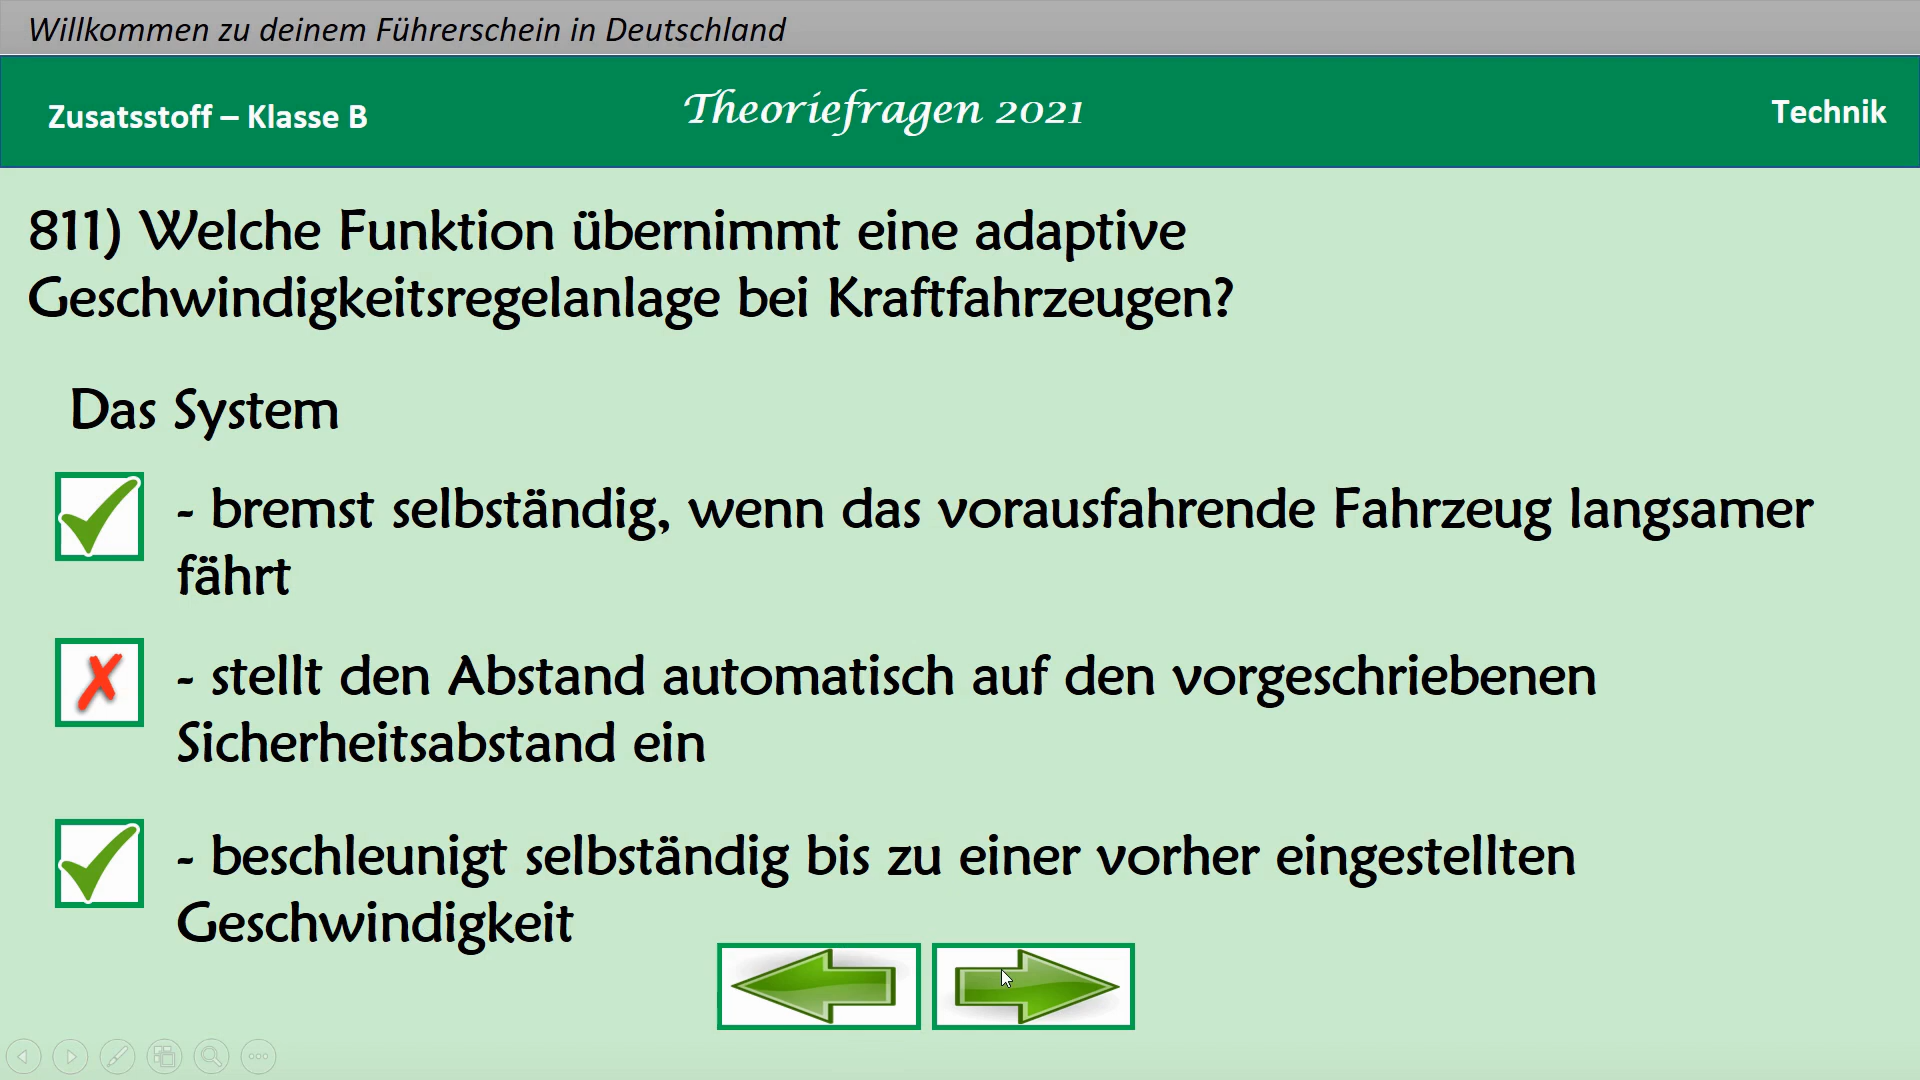 Willkommen zu deinem Führerschein in Deutschland
Zusatsstoff – Klasse B
Theoriefragen 2021
Technik
811) Welche Funktion übernimmt eine adaptive
Geschwindigkeitsregelanlage bei Kraftfahrzeugen?
Das System
- bremst selbständig, wenn das vorausfahrende Fahrzeug langsamer
fährt
- stellt den Abstand automatisch auf den vorgeschriebenen
Sicherheitsabstand ein
- beschleunigt selbständig bis zu einer vorher eingestellten
Geschwindigkeit